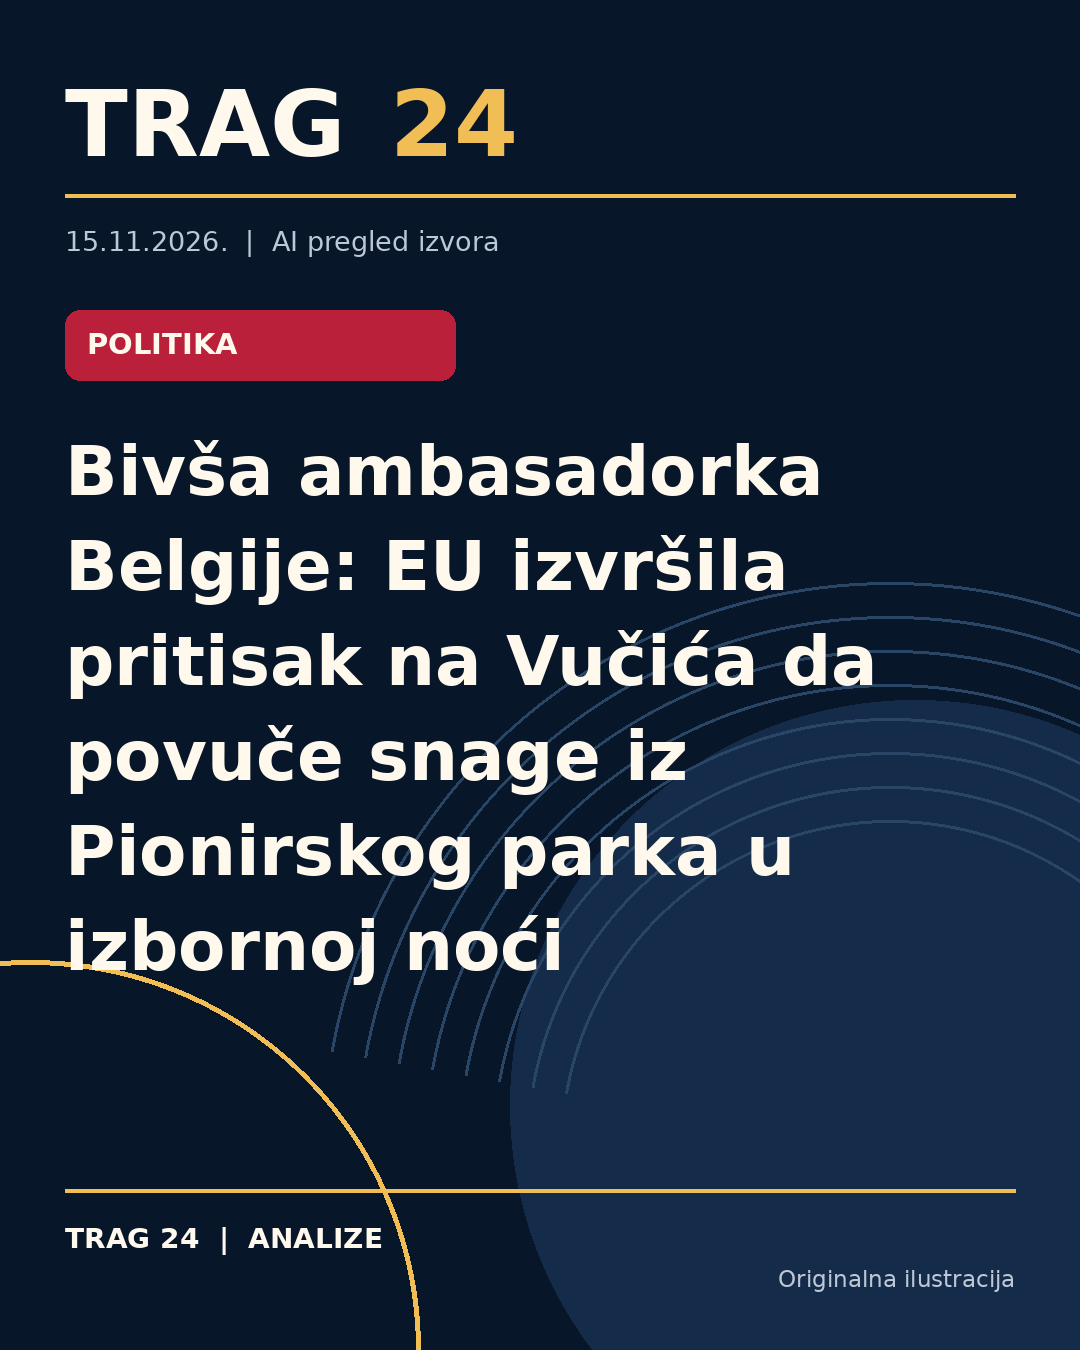 TRAG 24
15.11.2026. | AI pregled izvora
POLITIKA
Bivša ambasadorka
Belgije: EU izvršila
pritisak na Vučića da
povuče snage iz
Pionirskog parka u
izbornoj noći
TRAG 24 | ANALIZE
Originalna ilustracija